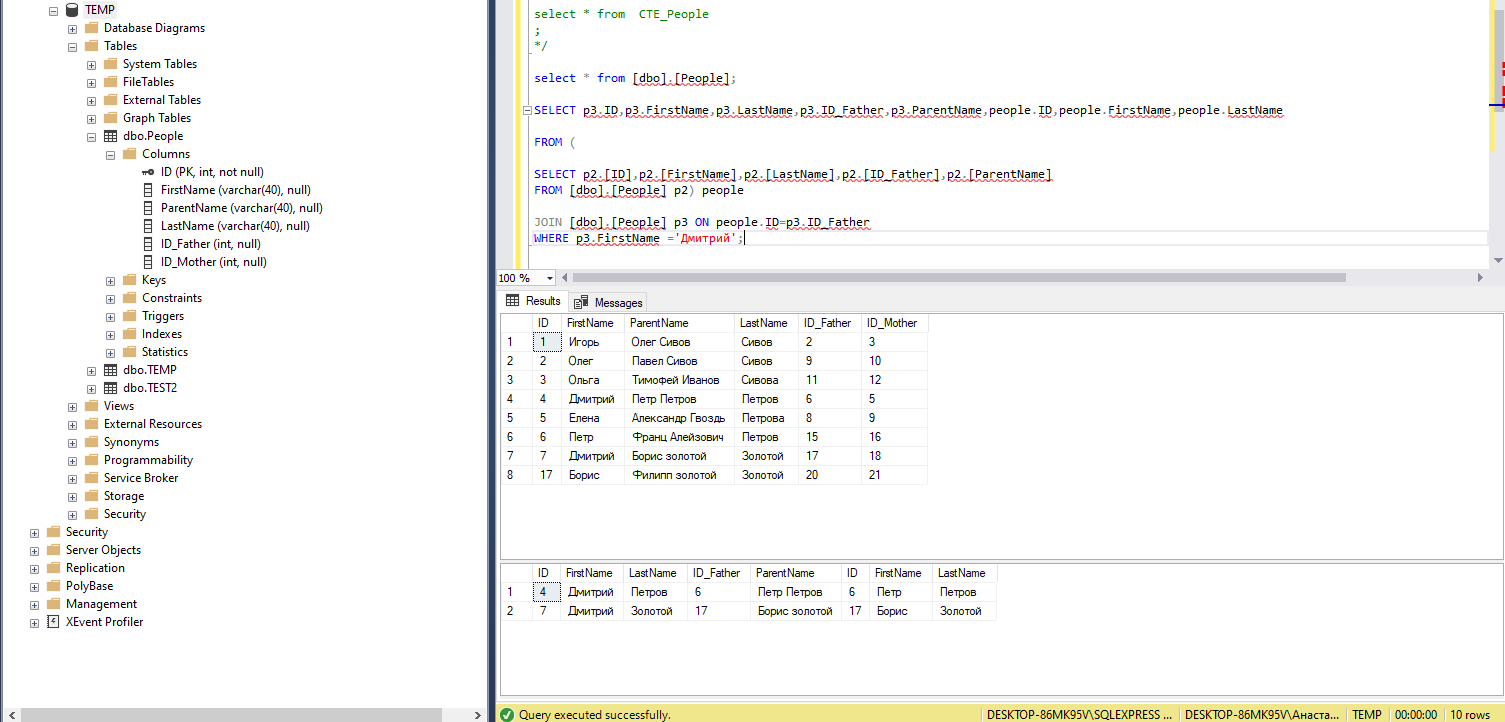 TEMP
Database Diagrams
Tables
System Tables
FileTables
External Tables
Graph Tables
dbo.People
Columns
ID (PK, int, not null)
FirstName (varchar(40), null)
ParentName (varchar(40), null)
LastName (varchar(40), null)
ID_Father (int, null)
ID_Mother (int, null)
Keys
Constraints
Triggers
Indexes
Statistics
dbo.TEMP
dbo.TEST2
Views
External Resources
Synonyms
Programmability
Service Broker
Storage
Security
Security
Server Objects
Replication
PolyBase
Management
XEvent Profiler
select * from CTE_People
;
*/
select * from [dbo].[People];
SELECT p3.ID,p3.FirstName,p3.LastName,p3.ID_Father,p3.ParentName,people.ID,people.FirstName,people.LastName
FROM (
SELECT p2.[ID],p2.[FirstName],p2.[LastName],p2.[ID_Father],p2.[ParentName]
FROM [dbo].[People] p2) people
JOIN [dbo].[People] p3 ON people.ID=p3.ID_Father
WHERE p3.FirstName ='Дмитрий';
100 %
Results Messages
ID FirstName ParentName LastName ID_Father ID_Mother
1 1 Игорь Олег Сивов Сивов 2 3
2 2 Олег Павел Сивов Сивов 9 10
3 3 Ольга Тимофей Иванов Сивова 11 12
4 4 Дмитрий Петр Петров Петров 6 5
5 5 Елена Александр Гвоздь Петрова 8 9
6 6 Петр Франц Алейзович Петров 15 16
7 7 Дмитрий Борис золотой Золотой 17 18
8 17 Борис Филипп золотой Золотой 20 21
ID FirstName LastName ID_Father ParentName ID FirstName LastName
1 4 Дмитрий Петров 6 Петр Петров 6 Петр Петров
2 7 Дмитрий Золотой 17 Борис золотой 17 Борис Золотой
Query executed successfully. DESKTOP-86MK95V\SQLEXPRESS ... DESKTOP-86MK95V\Анаста... TEMP 00:00:00 10 rows